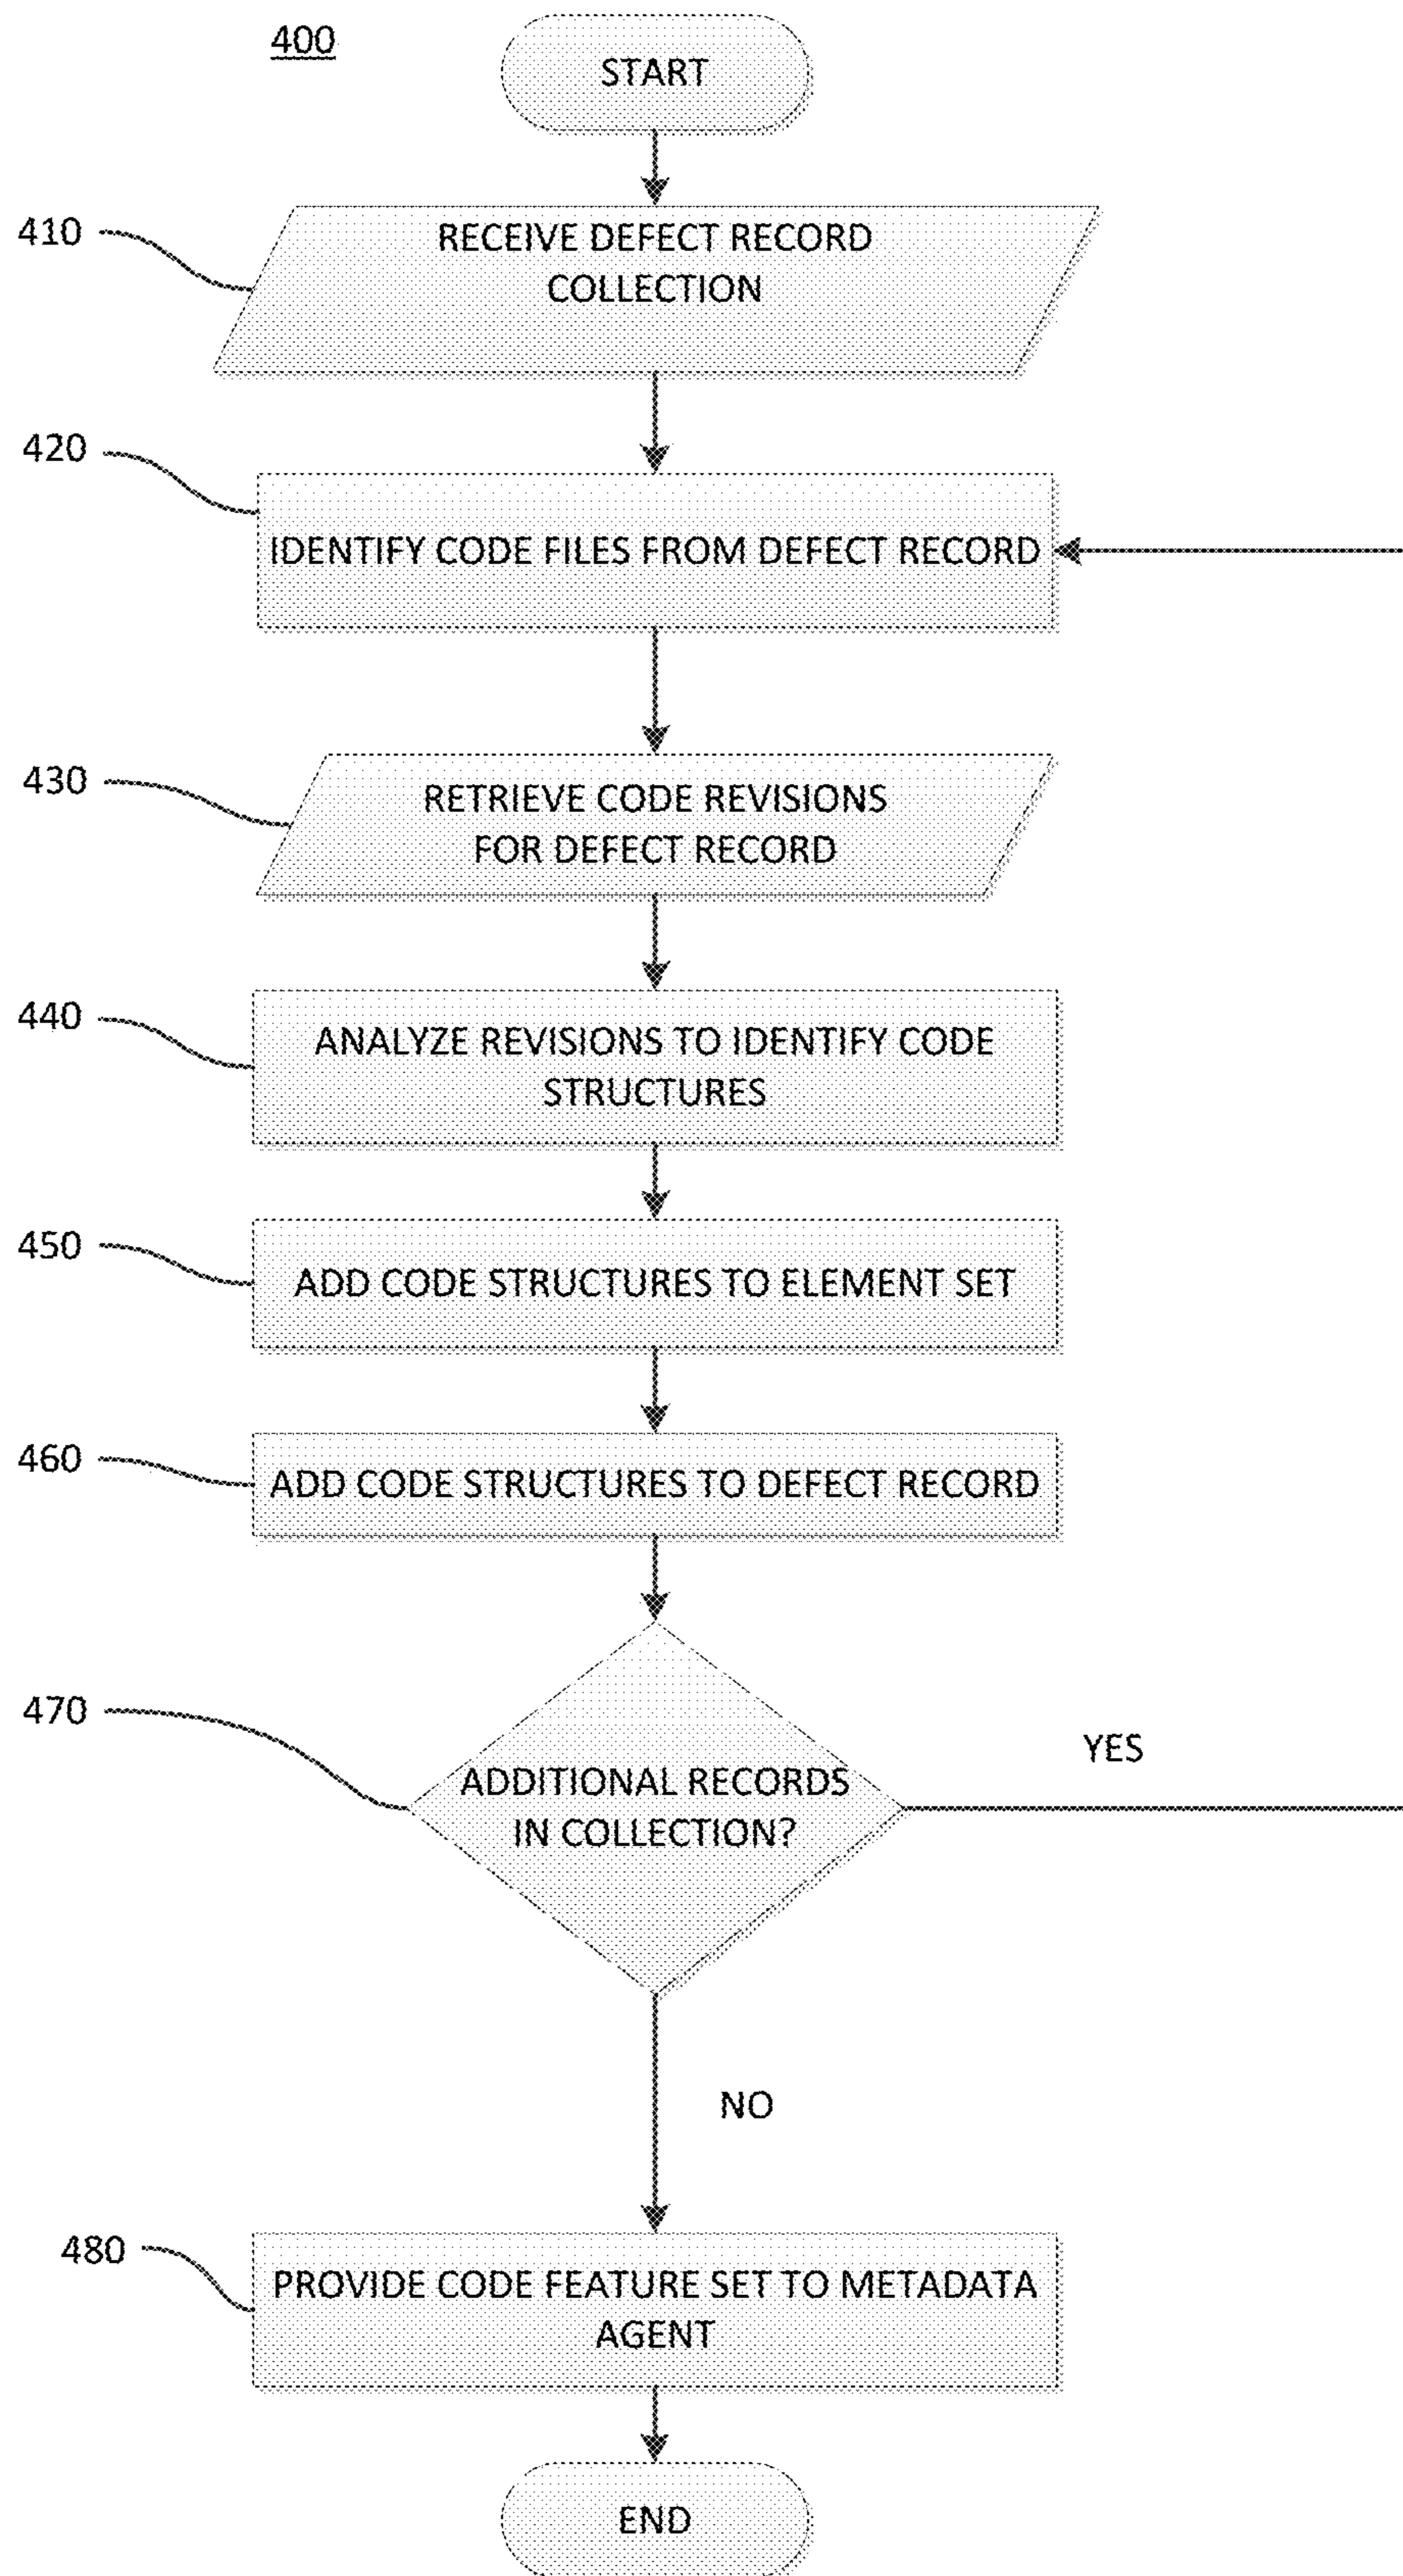 400
START
410
RECEIVE DEFECT RECORD
COLLECTION
420
IDENTIFY CODE FILES FROM DEFECT RECORD
430
RETRIEVE CODE REVISIONS
FOR DEFECT RECORD
440
ANALYZE REVISIONS TO IDENTIFY CODE
STRUCTURES
450
ADD CODE STRUCTURES TO ELEMENT SET
460
ADD CODE STRUCTURES TO DEFECT RECORD
470
ADDITIONAL RECORDS
IN COLLECTION?
YES
NO
480
PROVIDE CODE FEATURE SET TO METADATA
AGENT
END